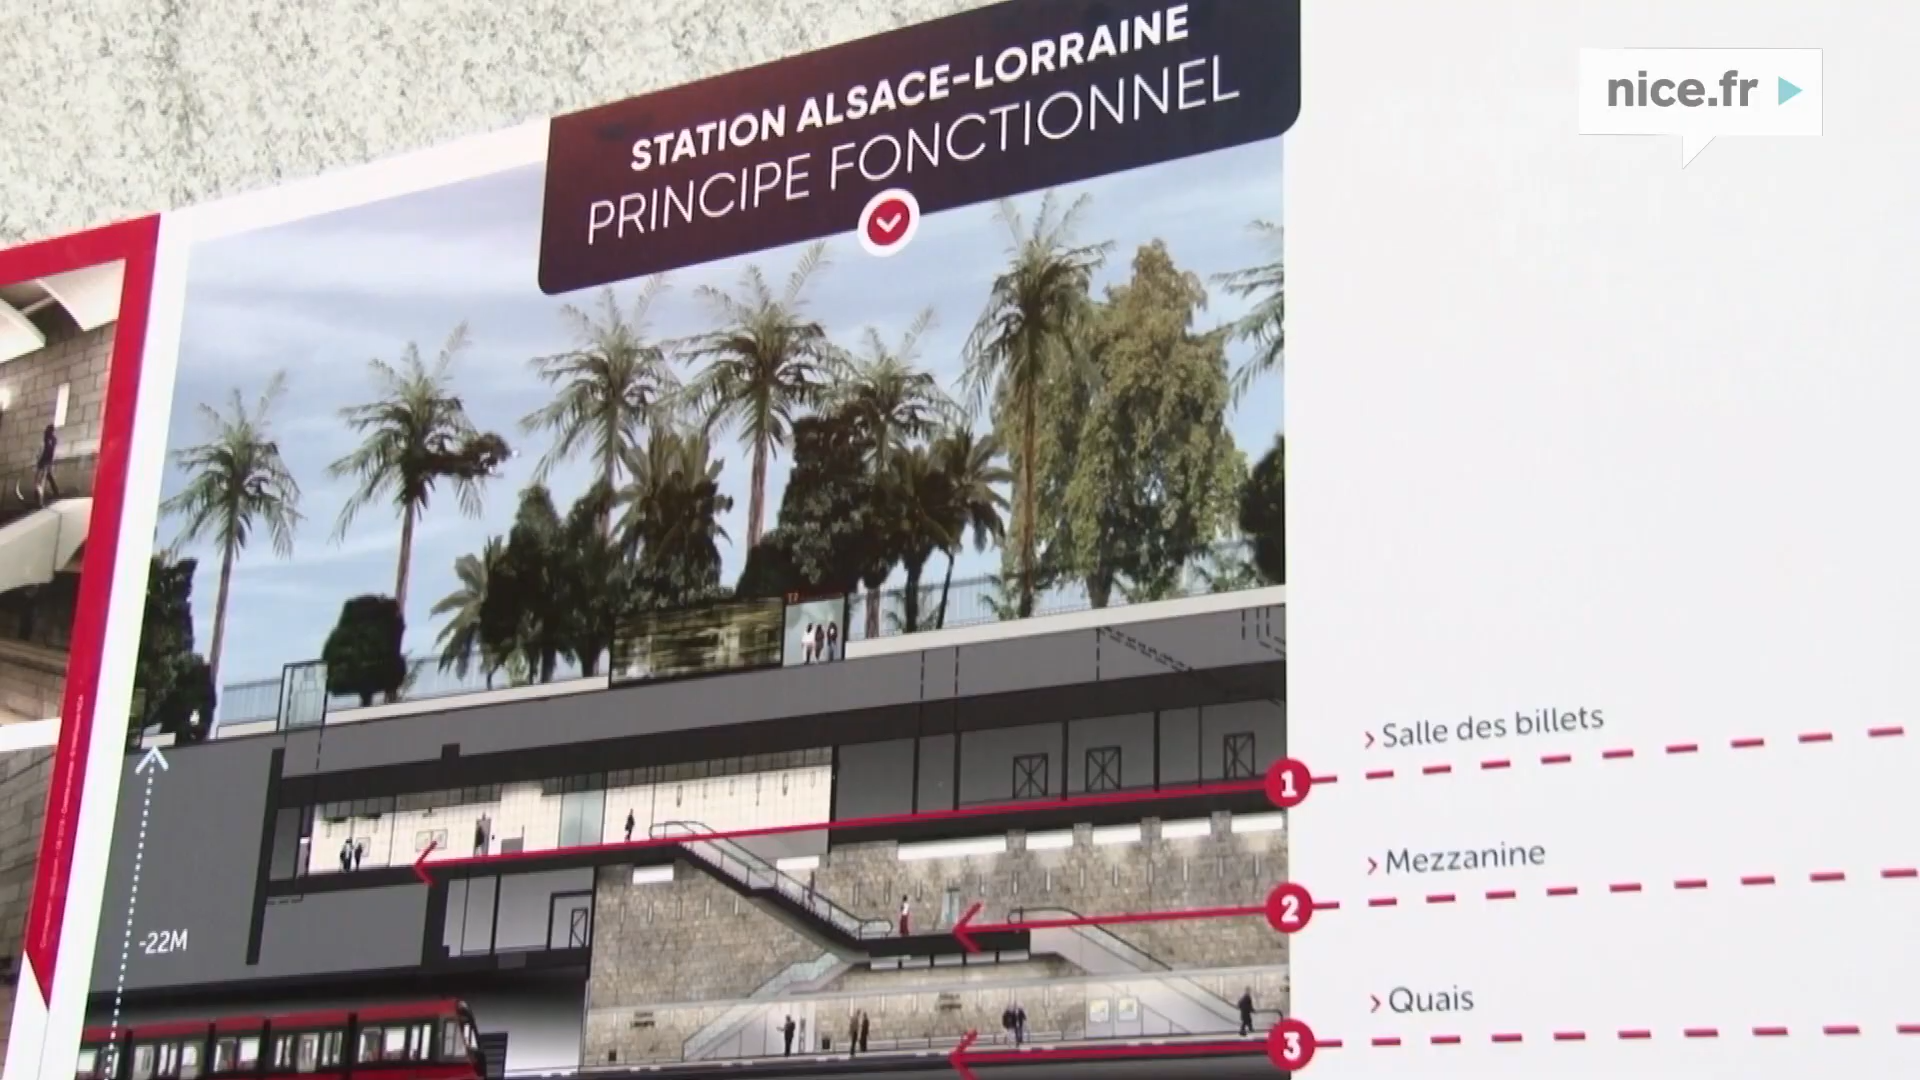 nice.fr
STATION ALSACE-LORRAINE
PRINCIPE FONCTIONNEL
Salle des billets
1
Mezzanine
2
-22M
Quais
3